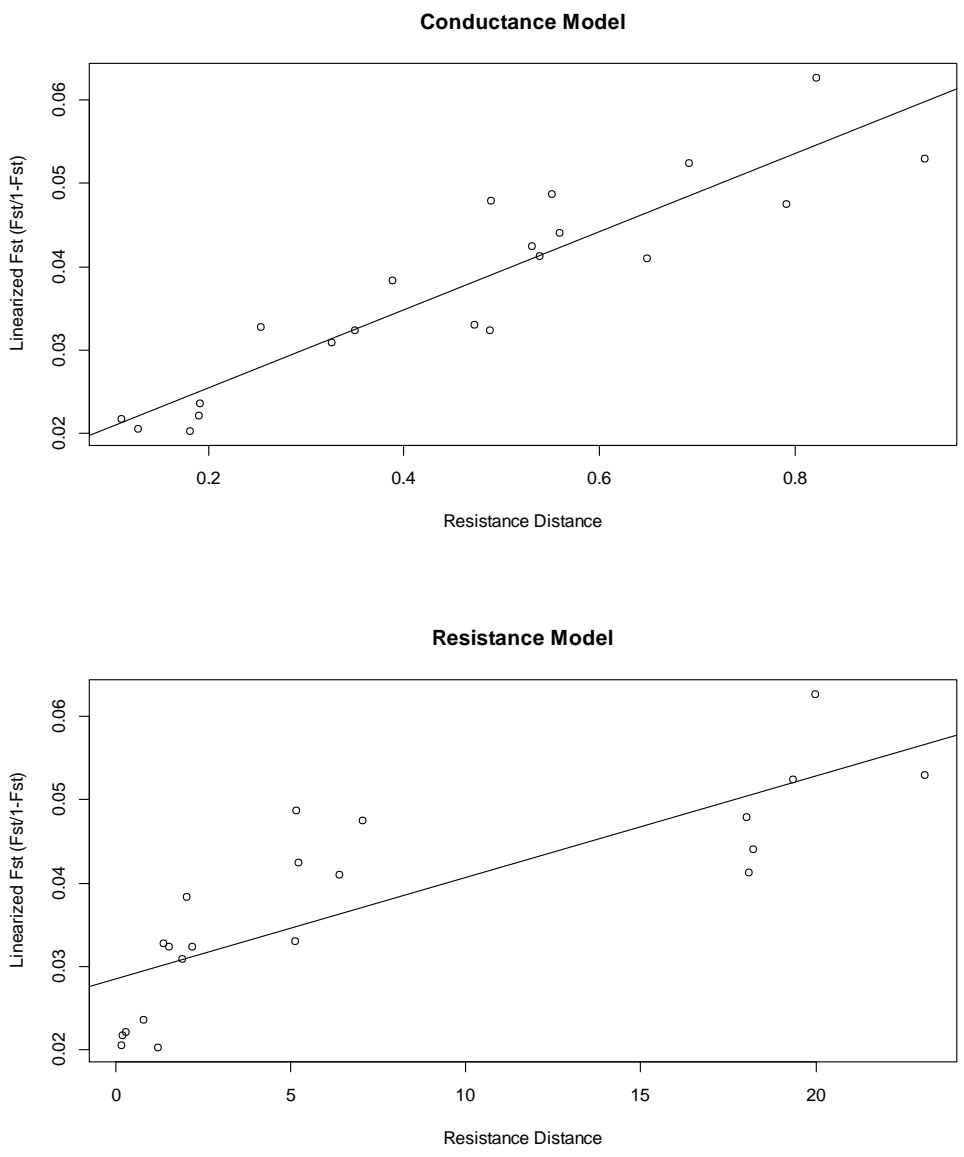 Conductance Model
Linearized Fst (Fst/1-Fst)
0.06
0.05
0.04
0.03
0.02
0.2 0.4 0.6 0.8
Resistance Distance
Resistance Model
Linearized Fst (Fst/1-Fst)
0.06
0.05
0.04
0.03
0.02
0 5 10 15 20
Resistance Distance